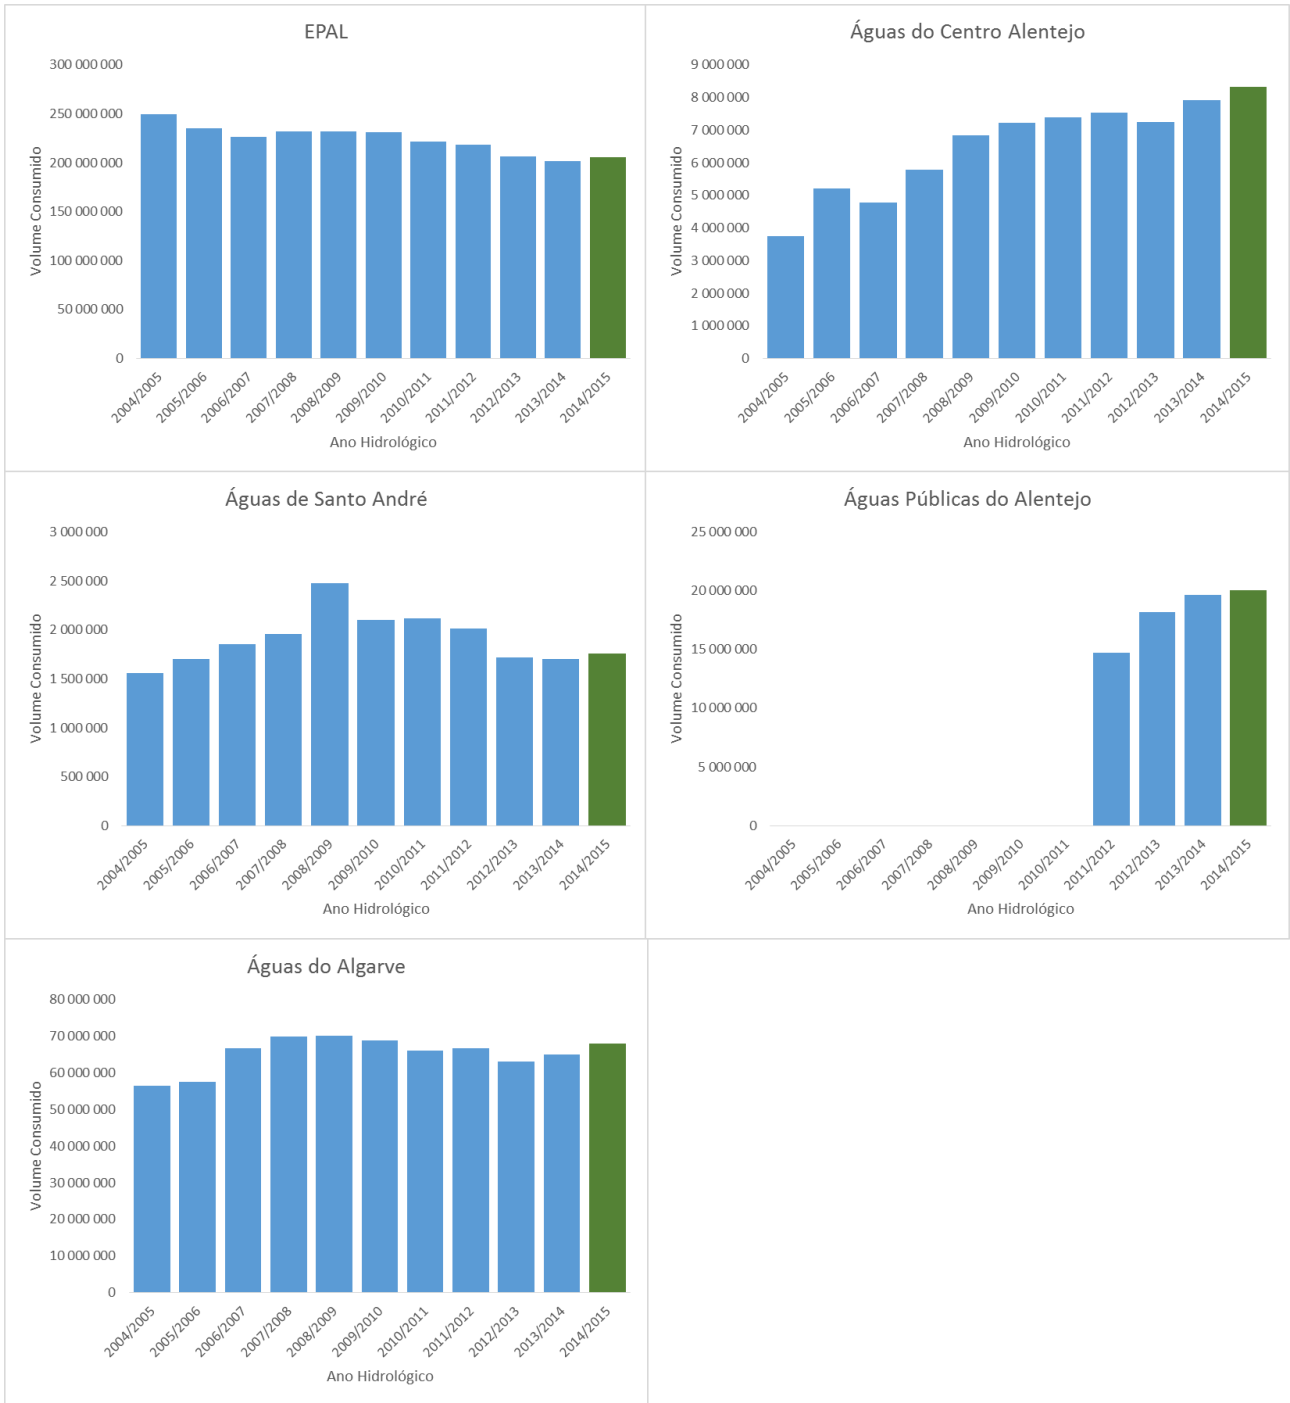 EPAL
300 000 000
250 000 000
200 000 000
150 000 000
100 000 000
50 000 000
0
Volume Consumido
2004/2005
2005/2006
2006/2007
2007/2008
2008/2009
2009/2010
2010/2011
2011/2012
2012/2013
2013/2014
2014/2015
Ano Hidrológico
Águas do Centro Alentejo
9 000 000
8 000 000
7 000 000
6 000 000
5 000 000
4 000 000
3 000 000
2 000 000
1 000 000
0
Volume Consumido
2004/2005
2005/2006
2006/2007
2007/2008
2008/2009
2009/2010
2010/2011
2011/2012
2012/2013
2013/2014
2014/2015
Ano Hidrológico
Águas de Santo André
3 000 000
2 500 000
2 000 000
1 500 000
1 000 000
500 000
0
Volume Consumido
2004/2005
2005/2006
2006/2007
2007/2008
2008/2009
2009/2010
2010/2011
2011/2012
2012/2013
2013/2014
2014/2015
Ano Hidrológico
Águas Públicas do Alentejo
25 000 000
20 000 000
15 000 000
10 000 000
5 000 000
0
Volume Consumido
2004/2005
2005/2006
2006/2007
2007/2008
2008/2009
2009/2010
2010/2011
2011/2012
2012/2013
2013/2014
2014/2015
Ano Hidrológico
Águas do Algarve
80 000 000
70 000 000
60 000 000
50 000 000
40 000 000
30 000 000
20 000 000
10 000 000
0
Volume Consumido
2004/2005
2005/2006
2006/2007
2007/2008
2008/2009
2009/2010
2010/2011
2011/2012
2012/2013
2013/2014
2014/2015
Ano Hidrológico